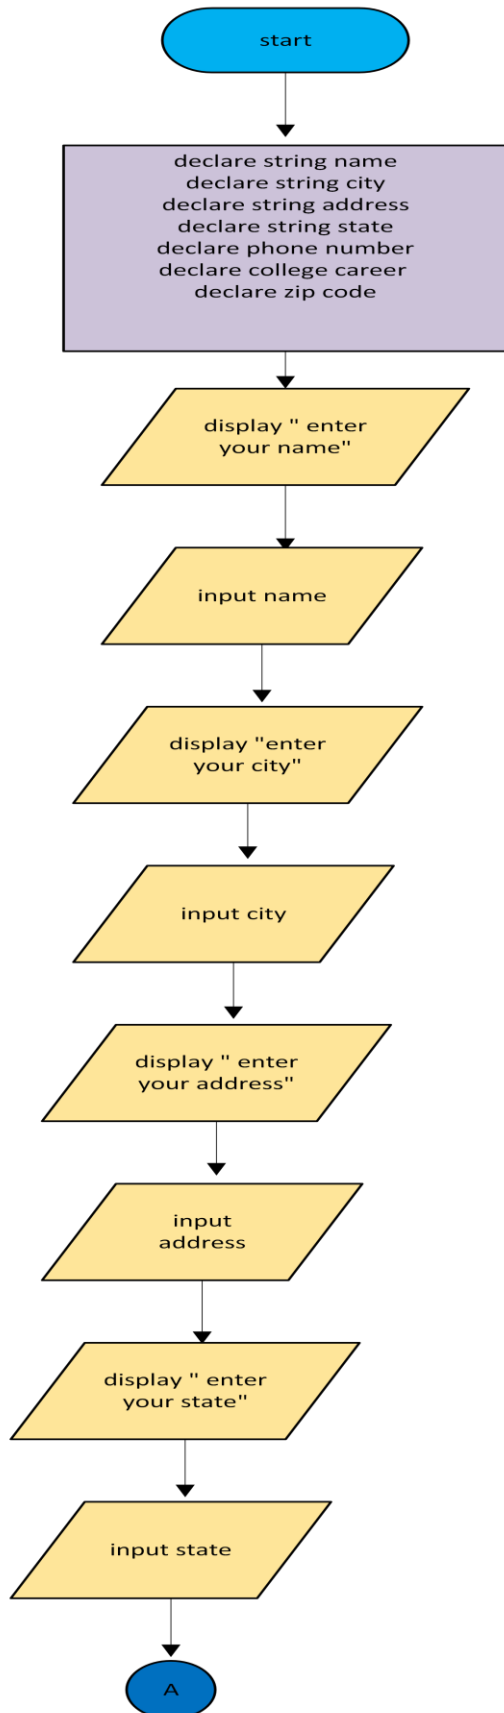 start
declare string name
declare string city
declare string address
declare string state
declare phone number
declare college career
declare zip code
display " enter
your name"
input name
display "enter
your city"
input city
display " enter
your address"
input
address
display " enter
your state"
input state
A